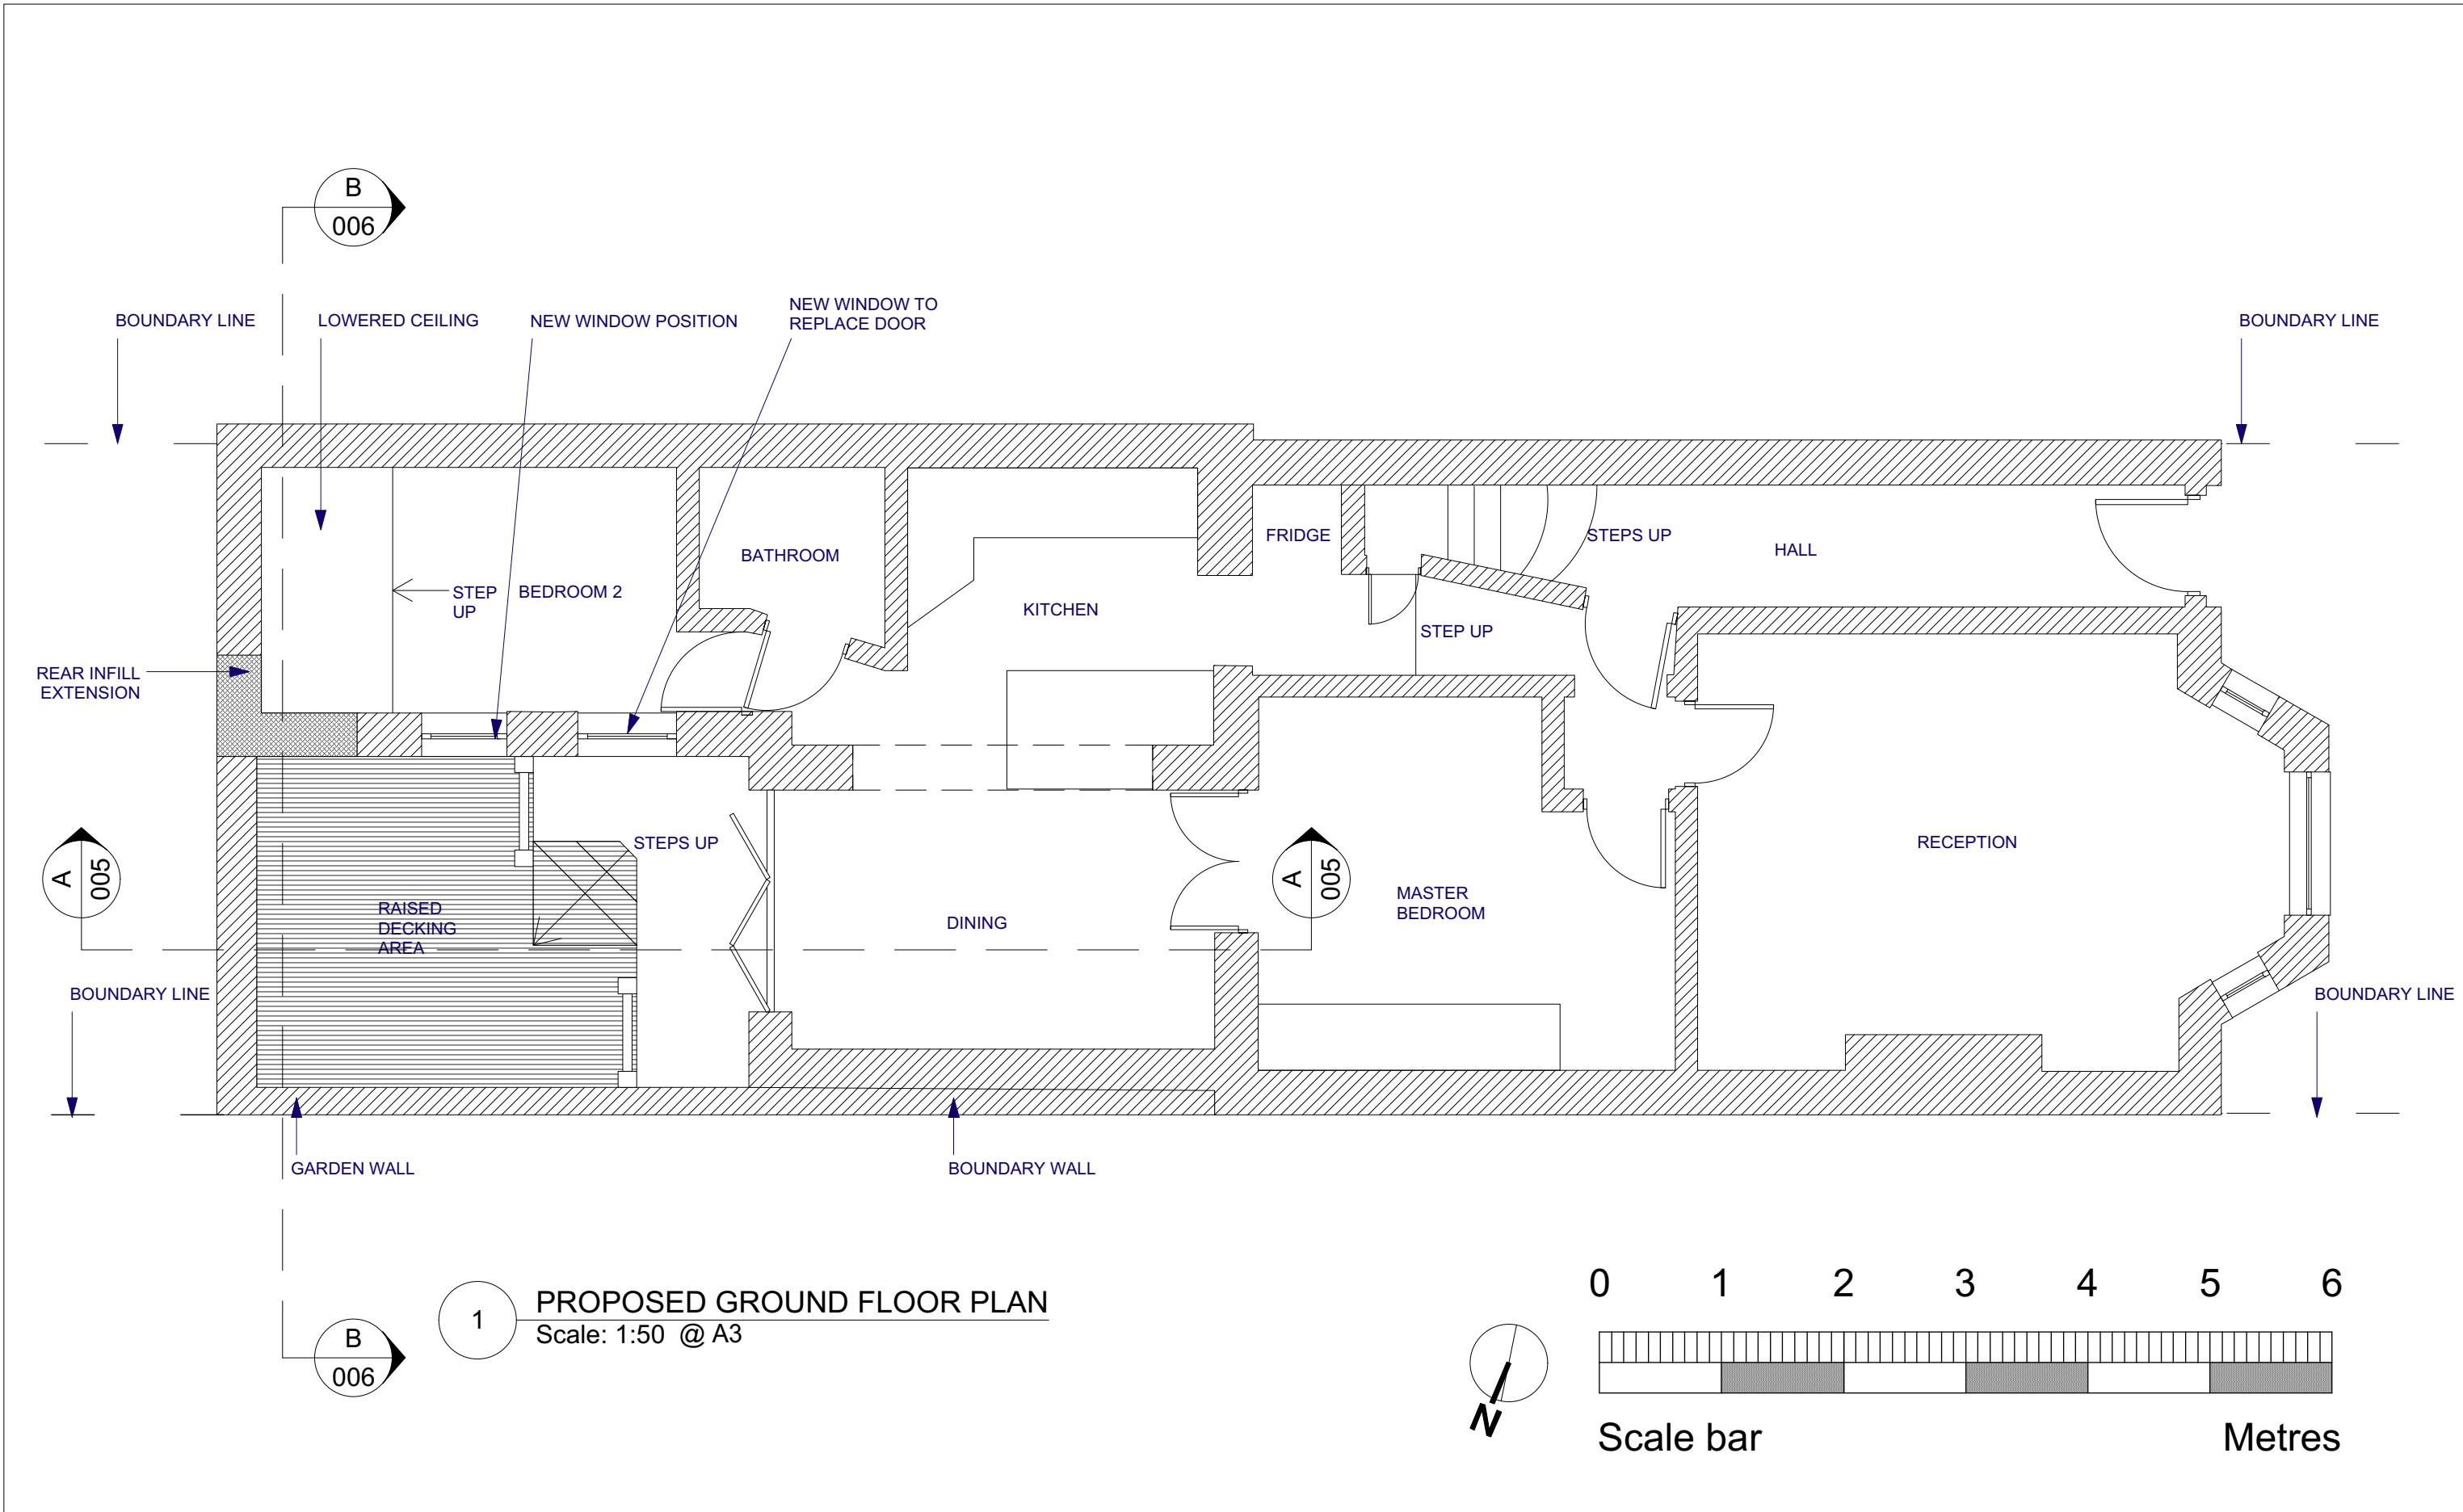 B
006
BOUNDARY LINE
LOWERED CEILING
NEW WINDOW POSITION
NEW WINDOW TO
REPLACE DOOR
BOUNDARY LINE
FRIDGE
STEPS UP
HALL
BATHROOM
STEP
UP
BEDROOM 2
KITCHEN
STEP UP
REAR INFILL
EXTENSION
STEPS UP
RECEPTION
A
005
A
005
MASTER
BEDROOM
RAISED
DECKING
AREA
DINING
BOUNDARY LINE
BOUNDARY LINE
GARDEN WALL
BOUNDARY WALL
1
PROPOSED GROUND FLOOR PLAN
Scale: 1:50 @ A3
B
006
N
0 1 2 3 4 5 6
Scale bar
Metres